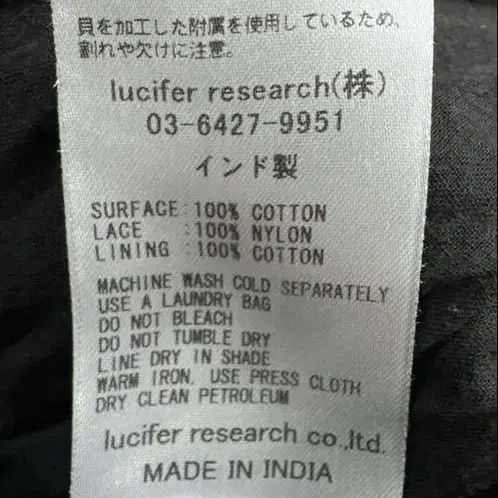 貝を加工した附属を使用しているため、
割れや欠けに注意。
lucifer research(株)
03-6427-9951
インド製
SURFACE:100% COTTON
LACE :100% NYLON
LINING :100% COTTON
MACHINE WASH COLD SEPARATELY
USE A LAUNDRY BAG
DO NOT BLEACH
DO NOT TUMBLE DRY
LINE DRY IN SHADE
WARM IRON. USE PRESS CLOTH
DRY CLEAN PETROLEUM
lucifer research co.,ltd.
MADE IN INDIA